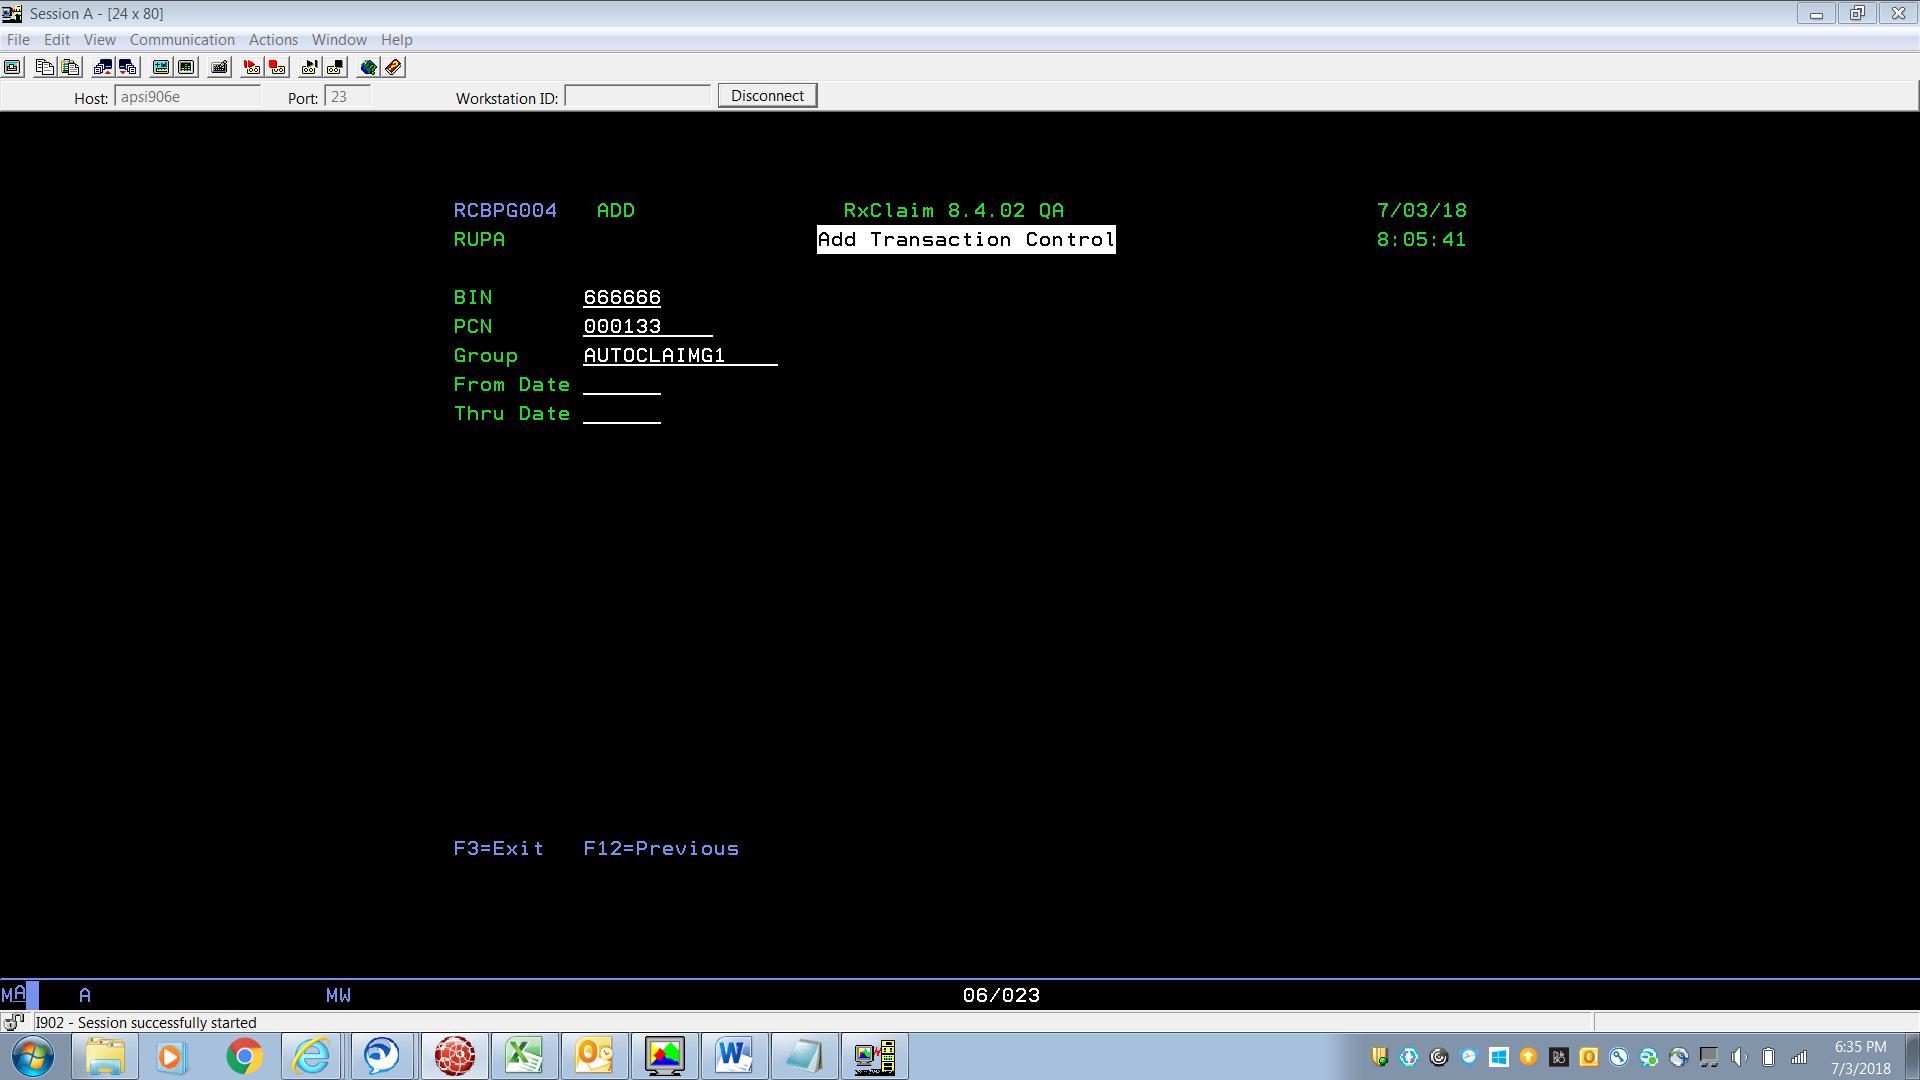 Session A - [24 x 80]
File Edit View Communication Actions Window Help
Host: apsi906e Port: 23 Workstation ID: Disconnect
RCBPG004 ADD RxClaim 8.4.02 QA 7/03/18
RUPA Add Transaction Control 8:05:41
BIN 666666
PCN 000133
Group AUTOCLAIMG1
From Date
Thru Date
F3=Exit F12=Previous
MA A MW 06/023
I902 - Session successfully started
6:35 PM
7/3/2018